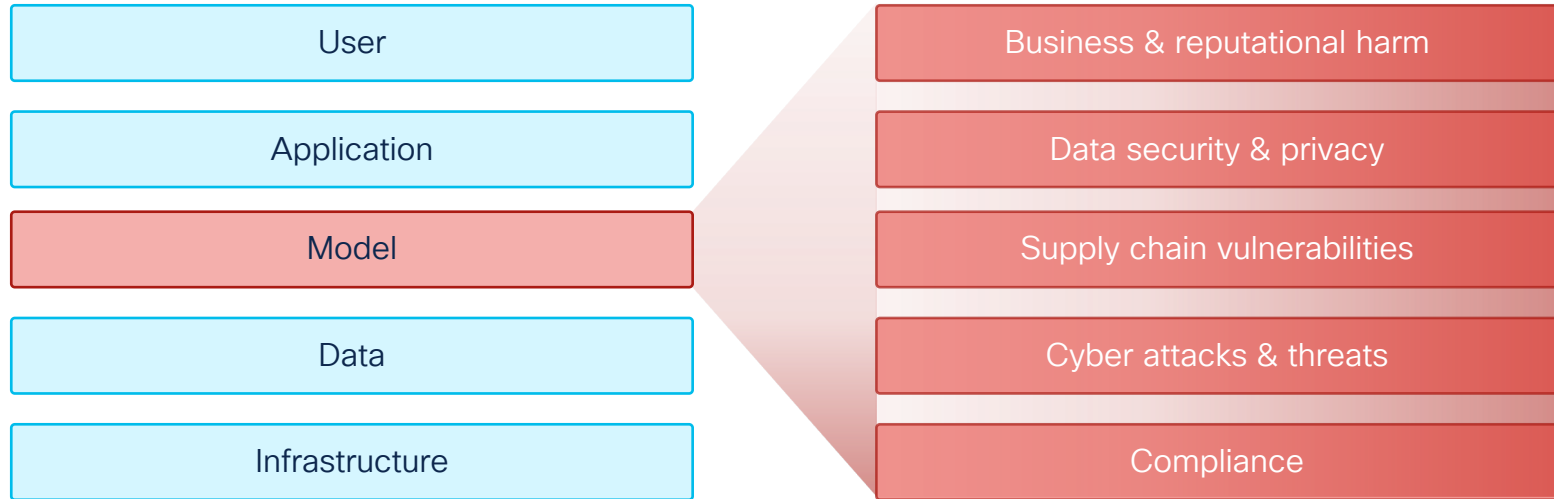 User
Business & reputational harm
Application
Data security & privacy
Model
Supply chain vulnerabilities
Data
Cyber attacks & threats
Infrastructure
Compliance